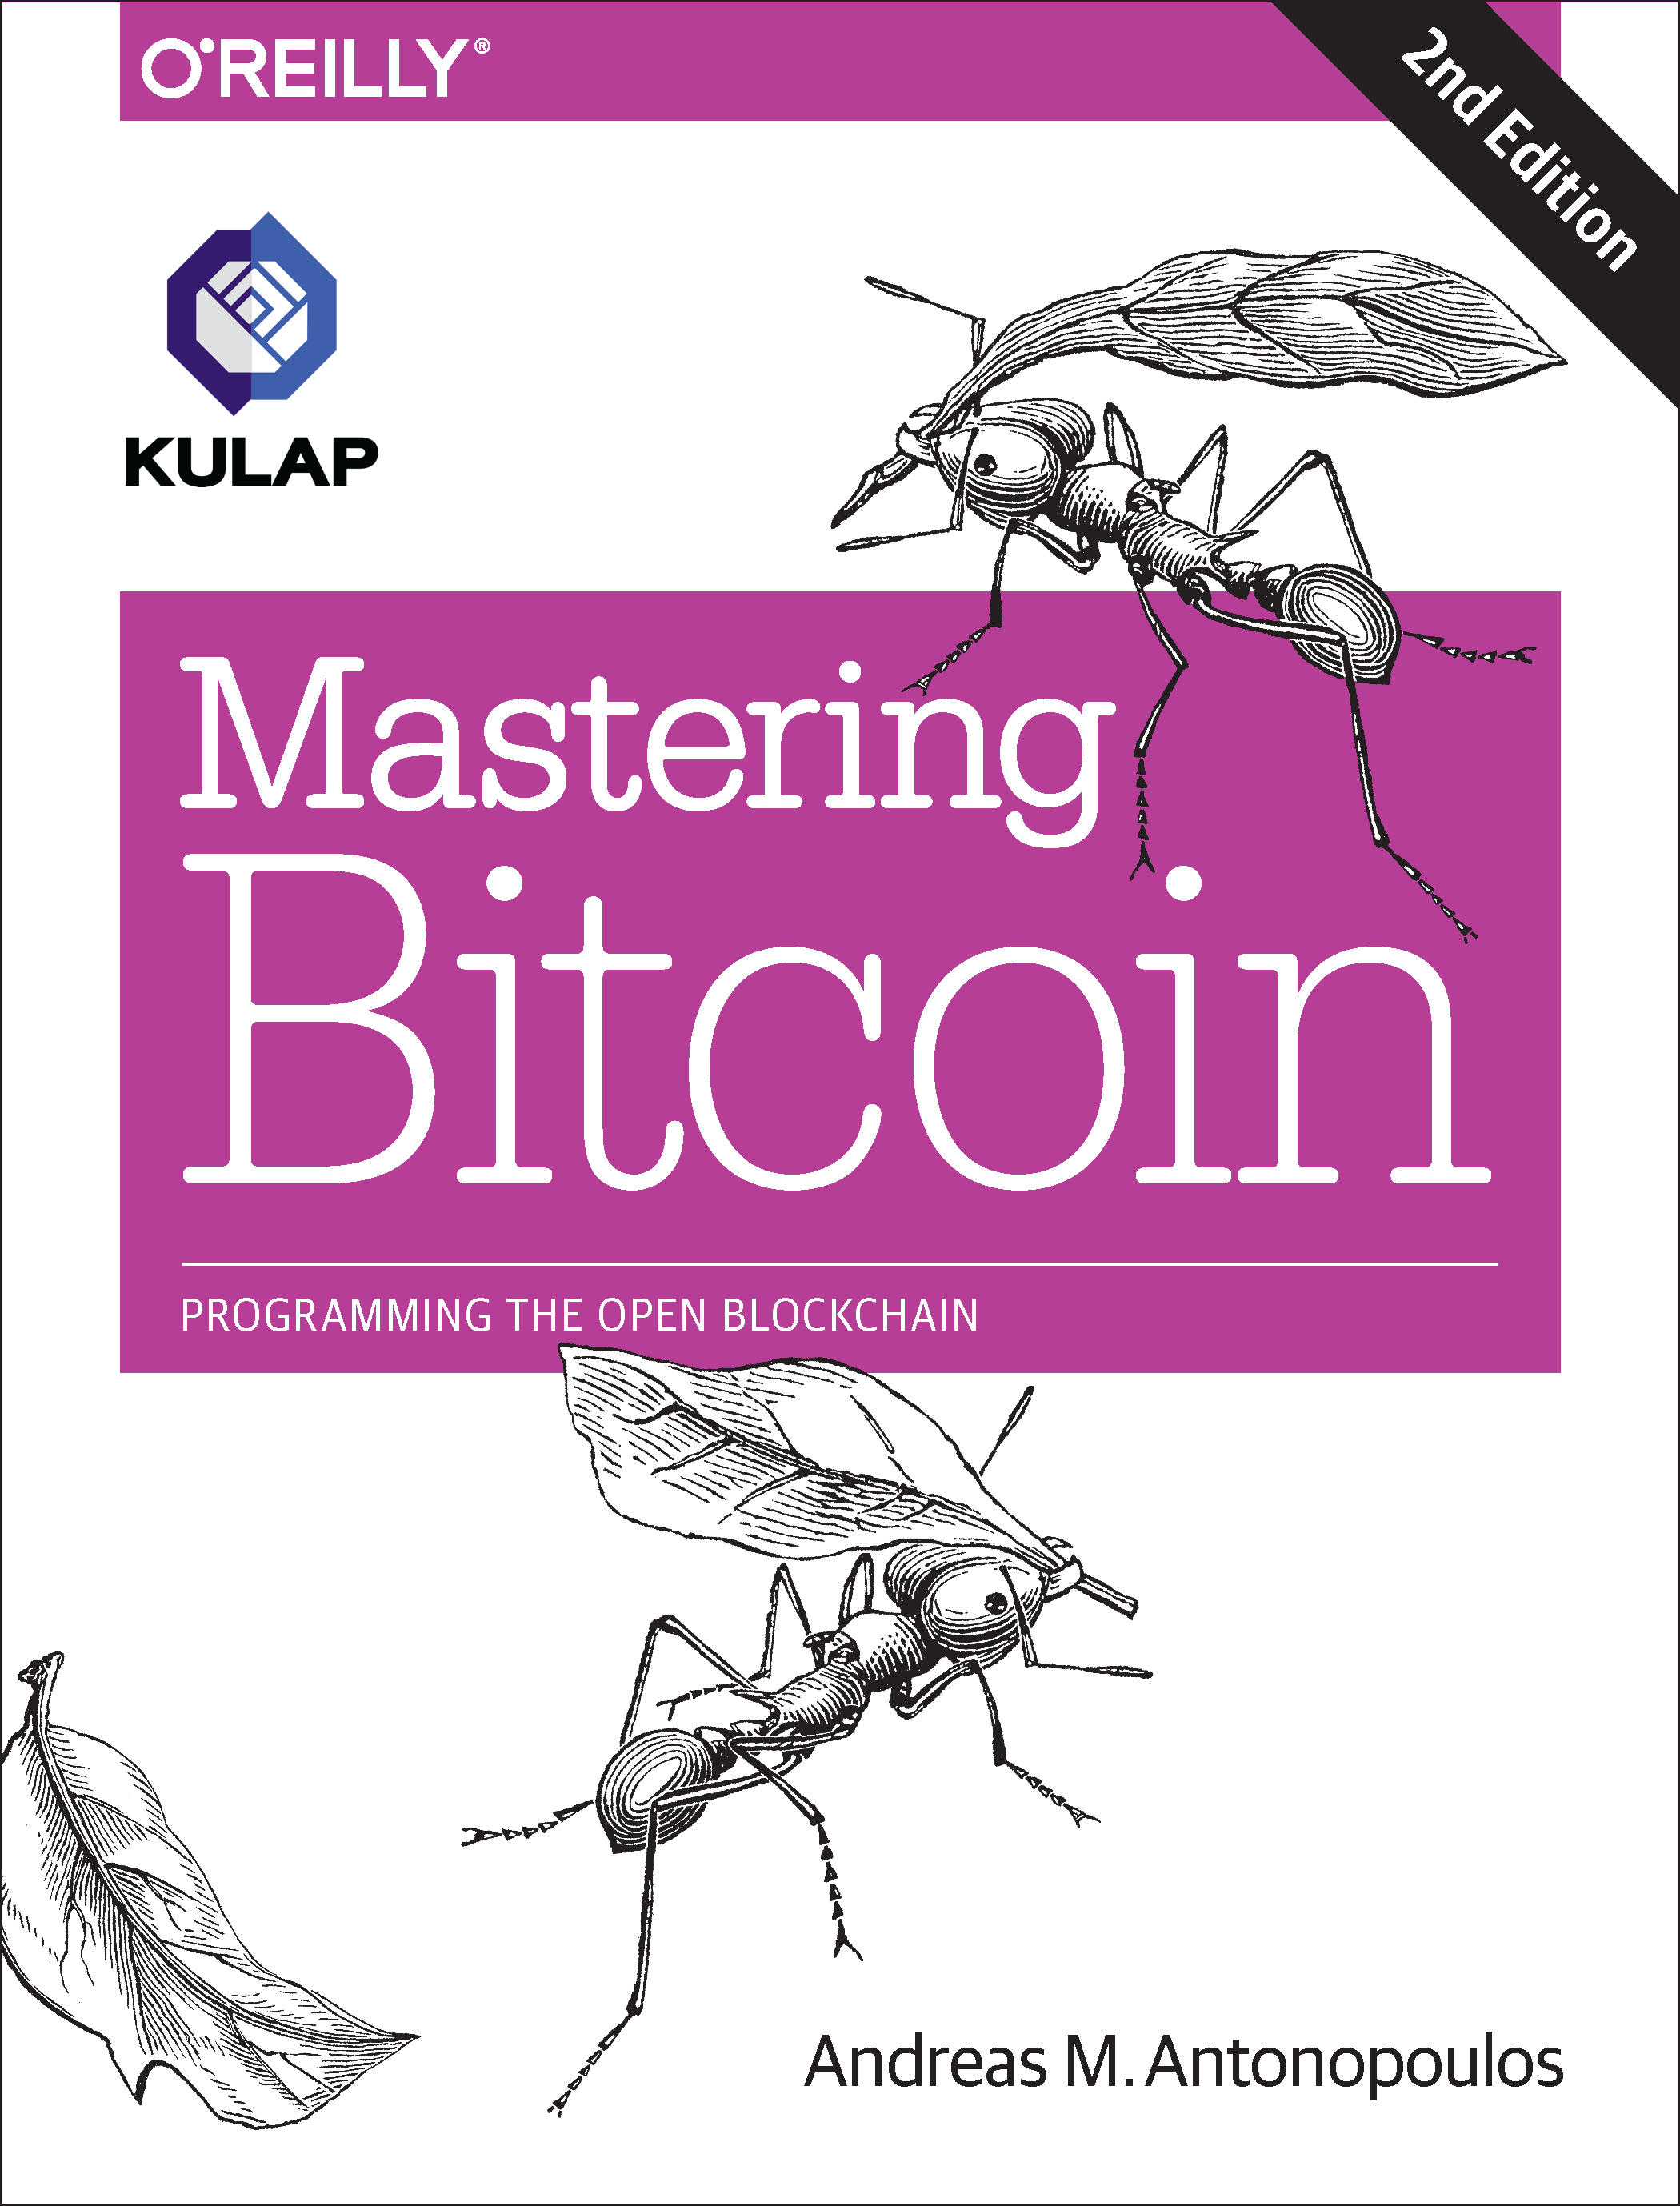 O'REILLY®
2nd Edition
KULAP
Mastering
Bitcoin
PROGRAMMING THE OPEN BLOCKCHAIN
Andreas M. Antonopoulos